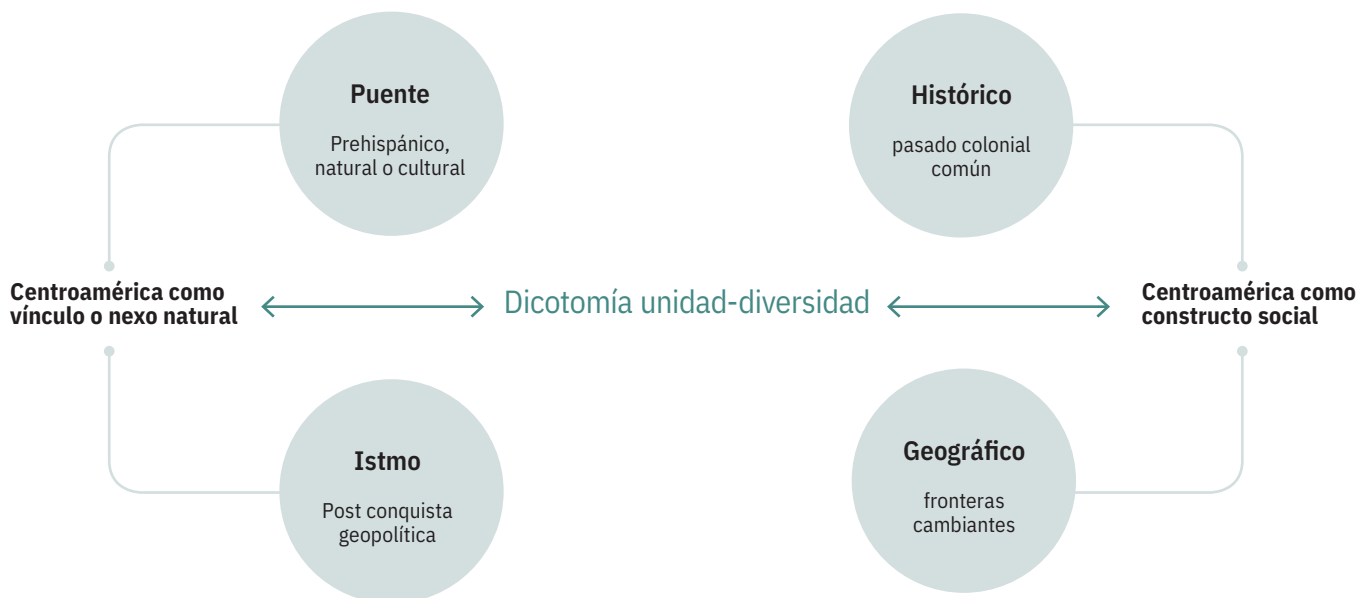 Puente
Prehispánico,
natural o cultural
Histórico
pasado colonial
común
Centroamérica como
vínculo o nexo natural
Dicotomía unidad-diversidad
Centroamérica como
constructo social
Istmo
Post conquista
geopolítica
Geográfico
fronteras
cambiantes